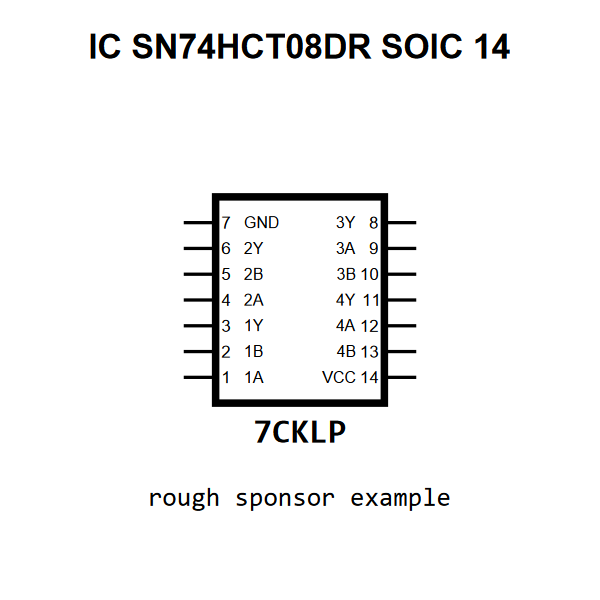 IC SN74HCT08DR SOIC 14
7 GND 3Y 8
6 2Y 3A 9
5 2B 3B 10
4 2A 4Y 11
3 1Y 4A 12
2 1B 4B 13
1 1A VCC 14
7CKLP
rough sponsor example